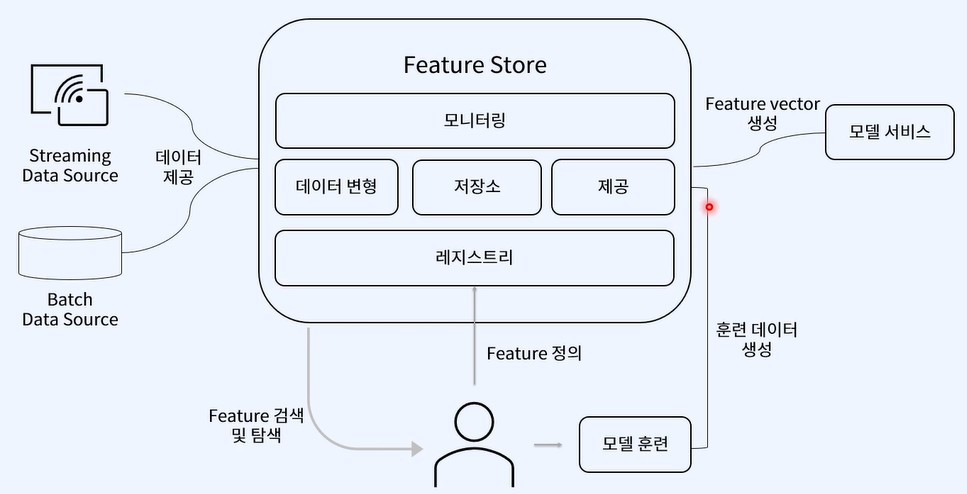 Feature Store
모니터링
데이터 변형
저장소
제공
레지스트리
Streaming
Data Source
데이터
제공
Batch
Data Source
Feature vector
생성
모델 서비스
훈련 데이터
생성
Feature 정의
Feature 검색
및 탐색
모델 훈련